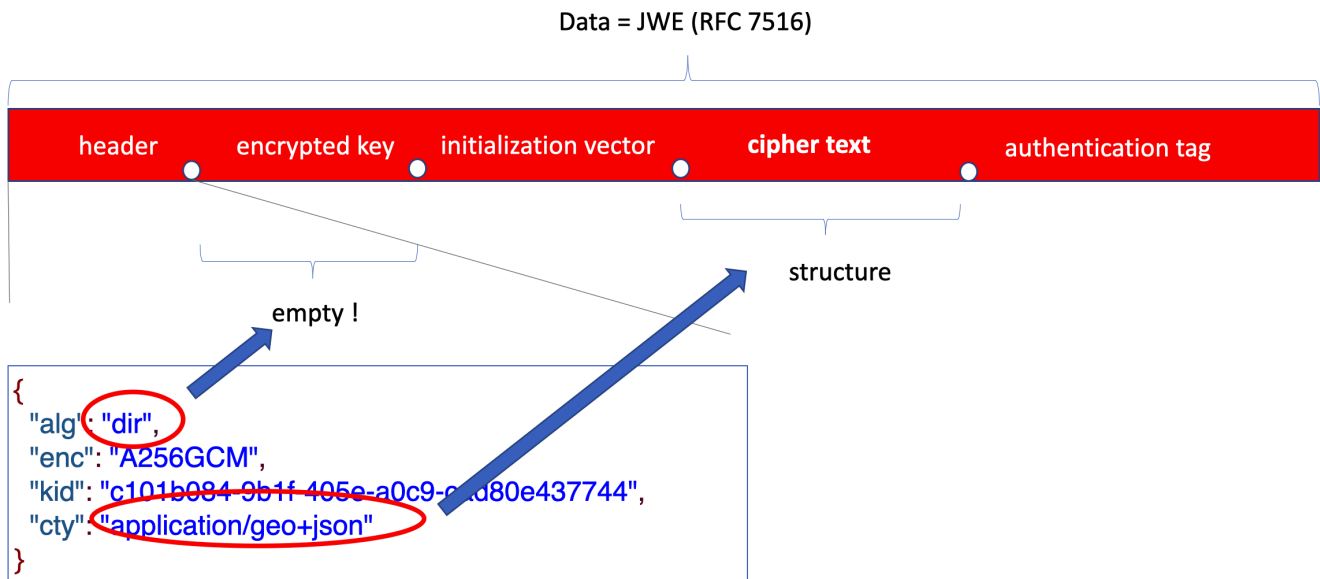 Data = JWE (RFC 7516)
header encrypted key initialization vector cipher text authentication tag
structure
empty !
{
"alg": "dir",
"enc": "A256GCM",
"kid": "c101b084-9b1f-405e-a0c9-cad80e437744",
"cty": "application/geo+json"
}